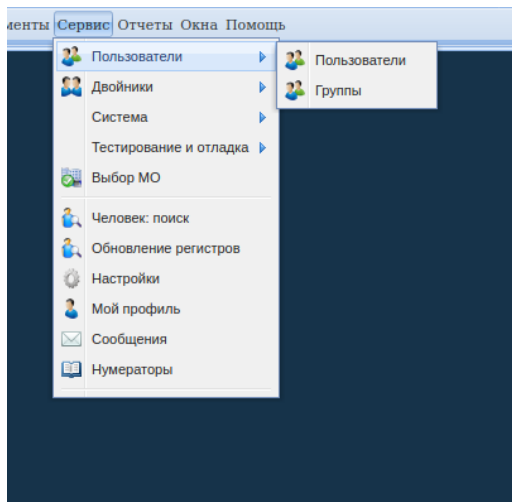 менты Сервис Отчеты Окна Помощь
Пользователи
Двойники
Система
Тестирование и отладка
Выбор МО
Человек: поиск
Обновление регистров
Настройки
Мой профиль
Сообщения
Нумераторы
Пользователи
Группы